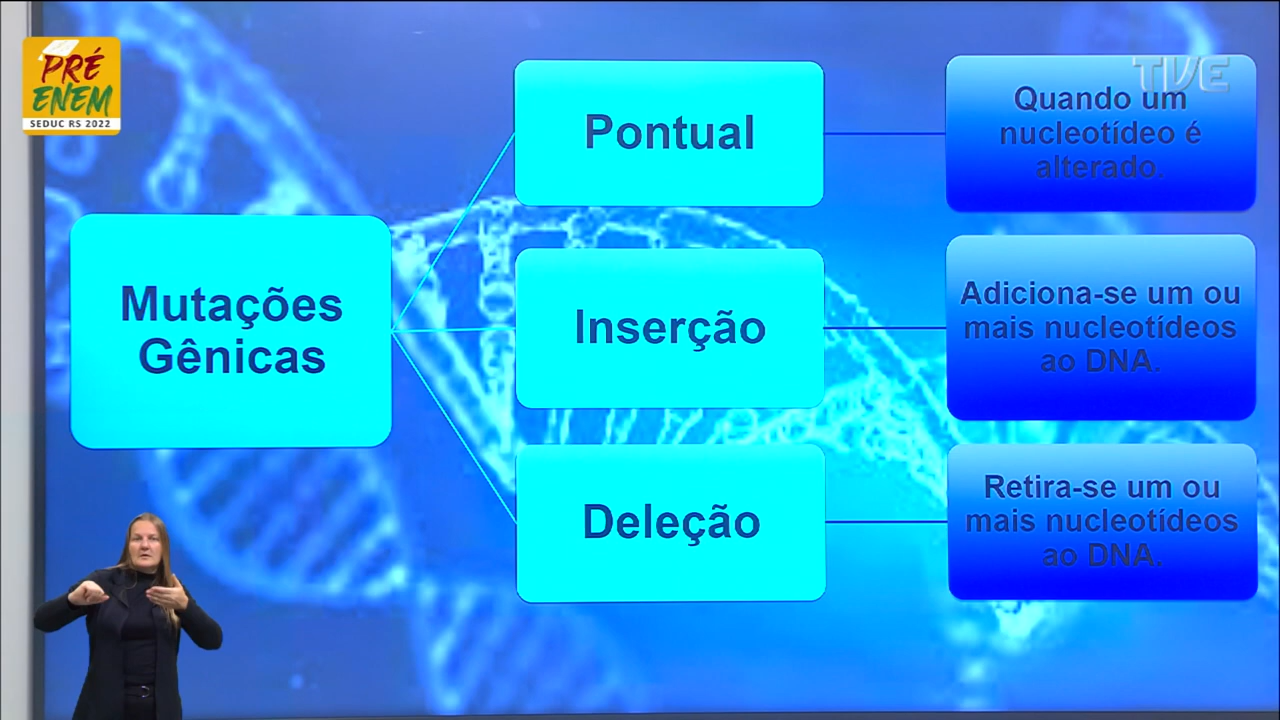 PRÉ
ENEM
SEDUC RS 2022
TVE
Mutações
Gênicas
Pontual
Quando um
nucleotídeo é
alterado.
Inserção
Adiciona-se um ou
mais nucleotídeos
ao DNA.
Deleção
Retira-se um ou
mais nucleotídeos
ao DNA.